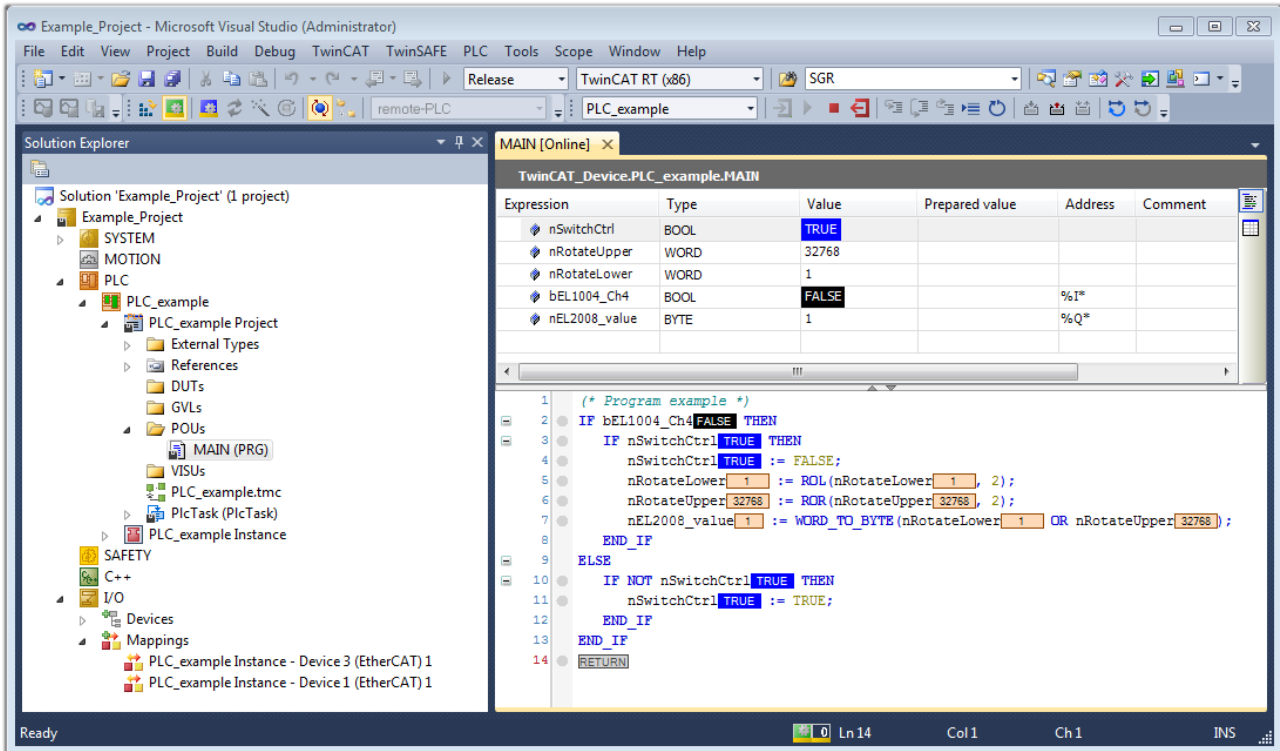 Example_Project - Microsoft Visual Studio (Administrator)
File Edit View Project Build Debug TwinCAT TwinSAFE PLC Tools Scope Window Help
Release TwinCAT RT (x86) SGR
remote-PLC PLC_example
Solution Explorer
MAIN [Online]
Solution 'Example_Project' (1 project)
Example_Project
SYSTEM
MOTION
PLC
PLC_example
PLC_example Project
External Types
References
DUTs
GVLs
POUs
MAIN (PRG)
VISUs
PLC_example.tmc
PlcTask (PlcTask)
PLC_example Instance
SAFETY
C++
I/O
Devices
Mappings
PLC_example Instance - Device 3 (EtherCAT) 1
PLC_example Instance - Device 1 (EtherCAT) 1
TwinCAT_Device.PLC_example.MAIN
Expression Type Value Prepared value Address Comment
nSwitchCtrl BOOL TRUE
nRotateUpper WORD 32768
nRotateLower WORD 1
bEL1004_Ch4 BOOL FALSE %I*
nEL2008_value BYTE 1 %Q*
1 (* Program example *)
2 IF bEL1004_Ch4 FALSE THEN
3 IF nSwitchCtrl TRUE THEN
4 nSwitchCtrl TRUE := FALSE;
5 nRotateLower 1 := ROL(nRotateLower 1 , 2);
6 nRotateUpper 32768 := ROR(nRotateUpper 32768 , 2);
7 nEL2008_value 1 := WORD_TO_BYTE(nRotateLower 1 OR nRotateUpper 32768 );
8 END_IF
9 ELSE
10 IF NOT nSwitchCtrl TRUE THEN
11 nSwitchCtrl TRUE := TRUE;
12 END_IF
13 END_IF
14 RETURN
Ready 0 Ln 14 Col 1 Ch 1 INS